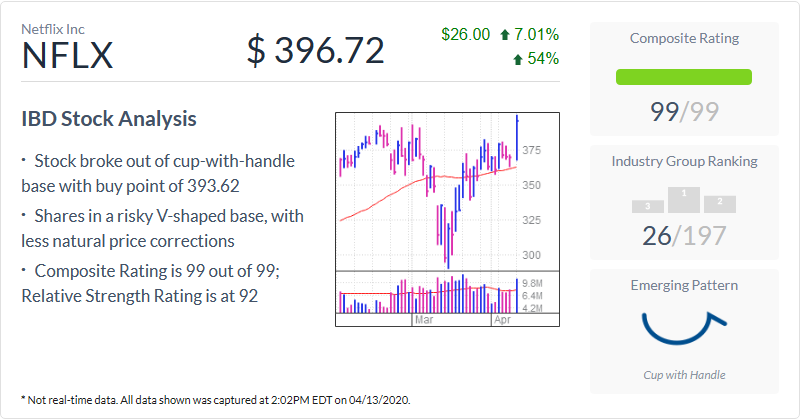 Netflix Inc
NFLX
$ 396.72
$26.00 7.01%
54%
IBD Stock Analysis
· Stock broke out of cup-with-handle
base with buy point of 393.62
· Shares in a risky V-shaped base, with
less natural price corrections
· Composite Rating is 99 out of 99;
Relative Strength Rating is at 92
375
350
325
300
9.8M
6.4M
4.2M
Mar Apr
Composite Rating
99/99
Industry Group Ranking
3 1 2
26/197
Emerging Pattern
Cup with Handle
* Not real-time data. All data shown was captured at 2:02PM EDT on 04/13/2020.